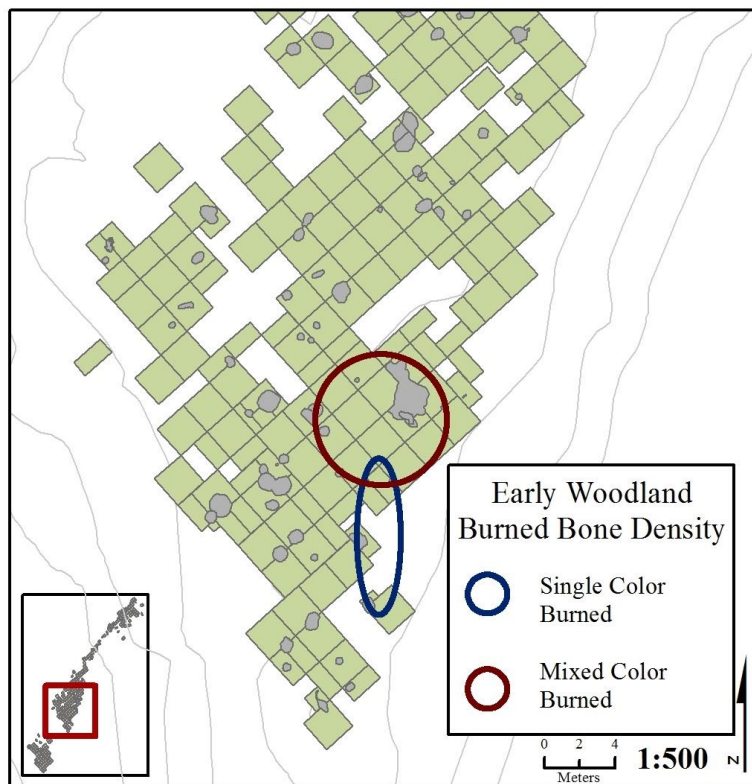 Early Woodland
Burned Bone Density
Single Color
Burned
Mixed Color
Burned
0 2 4
Meters
1:500
N